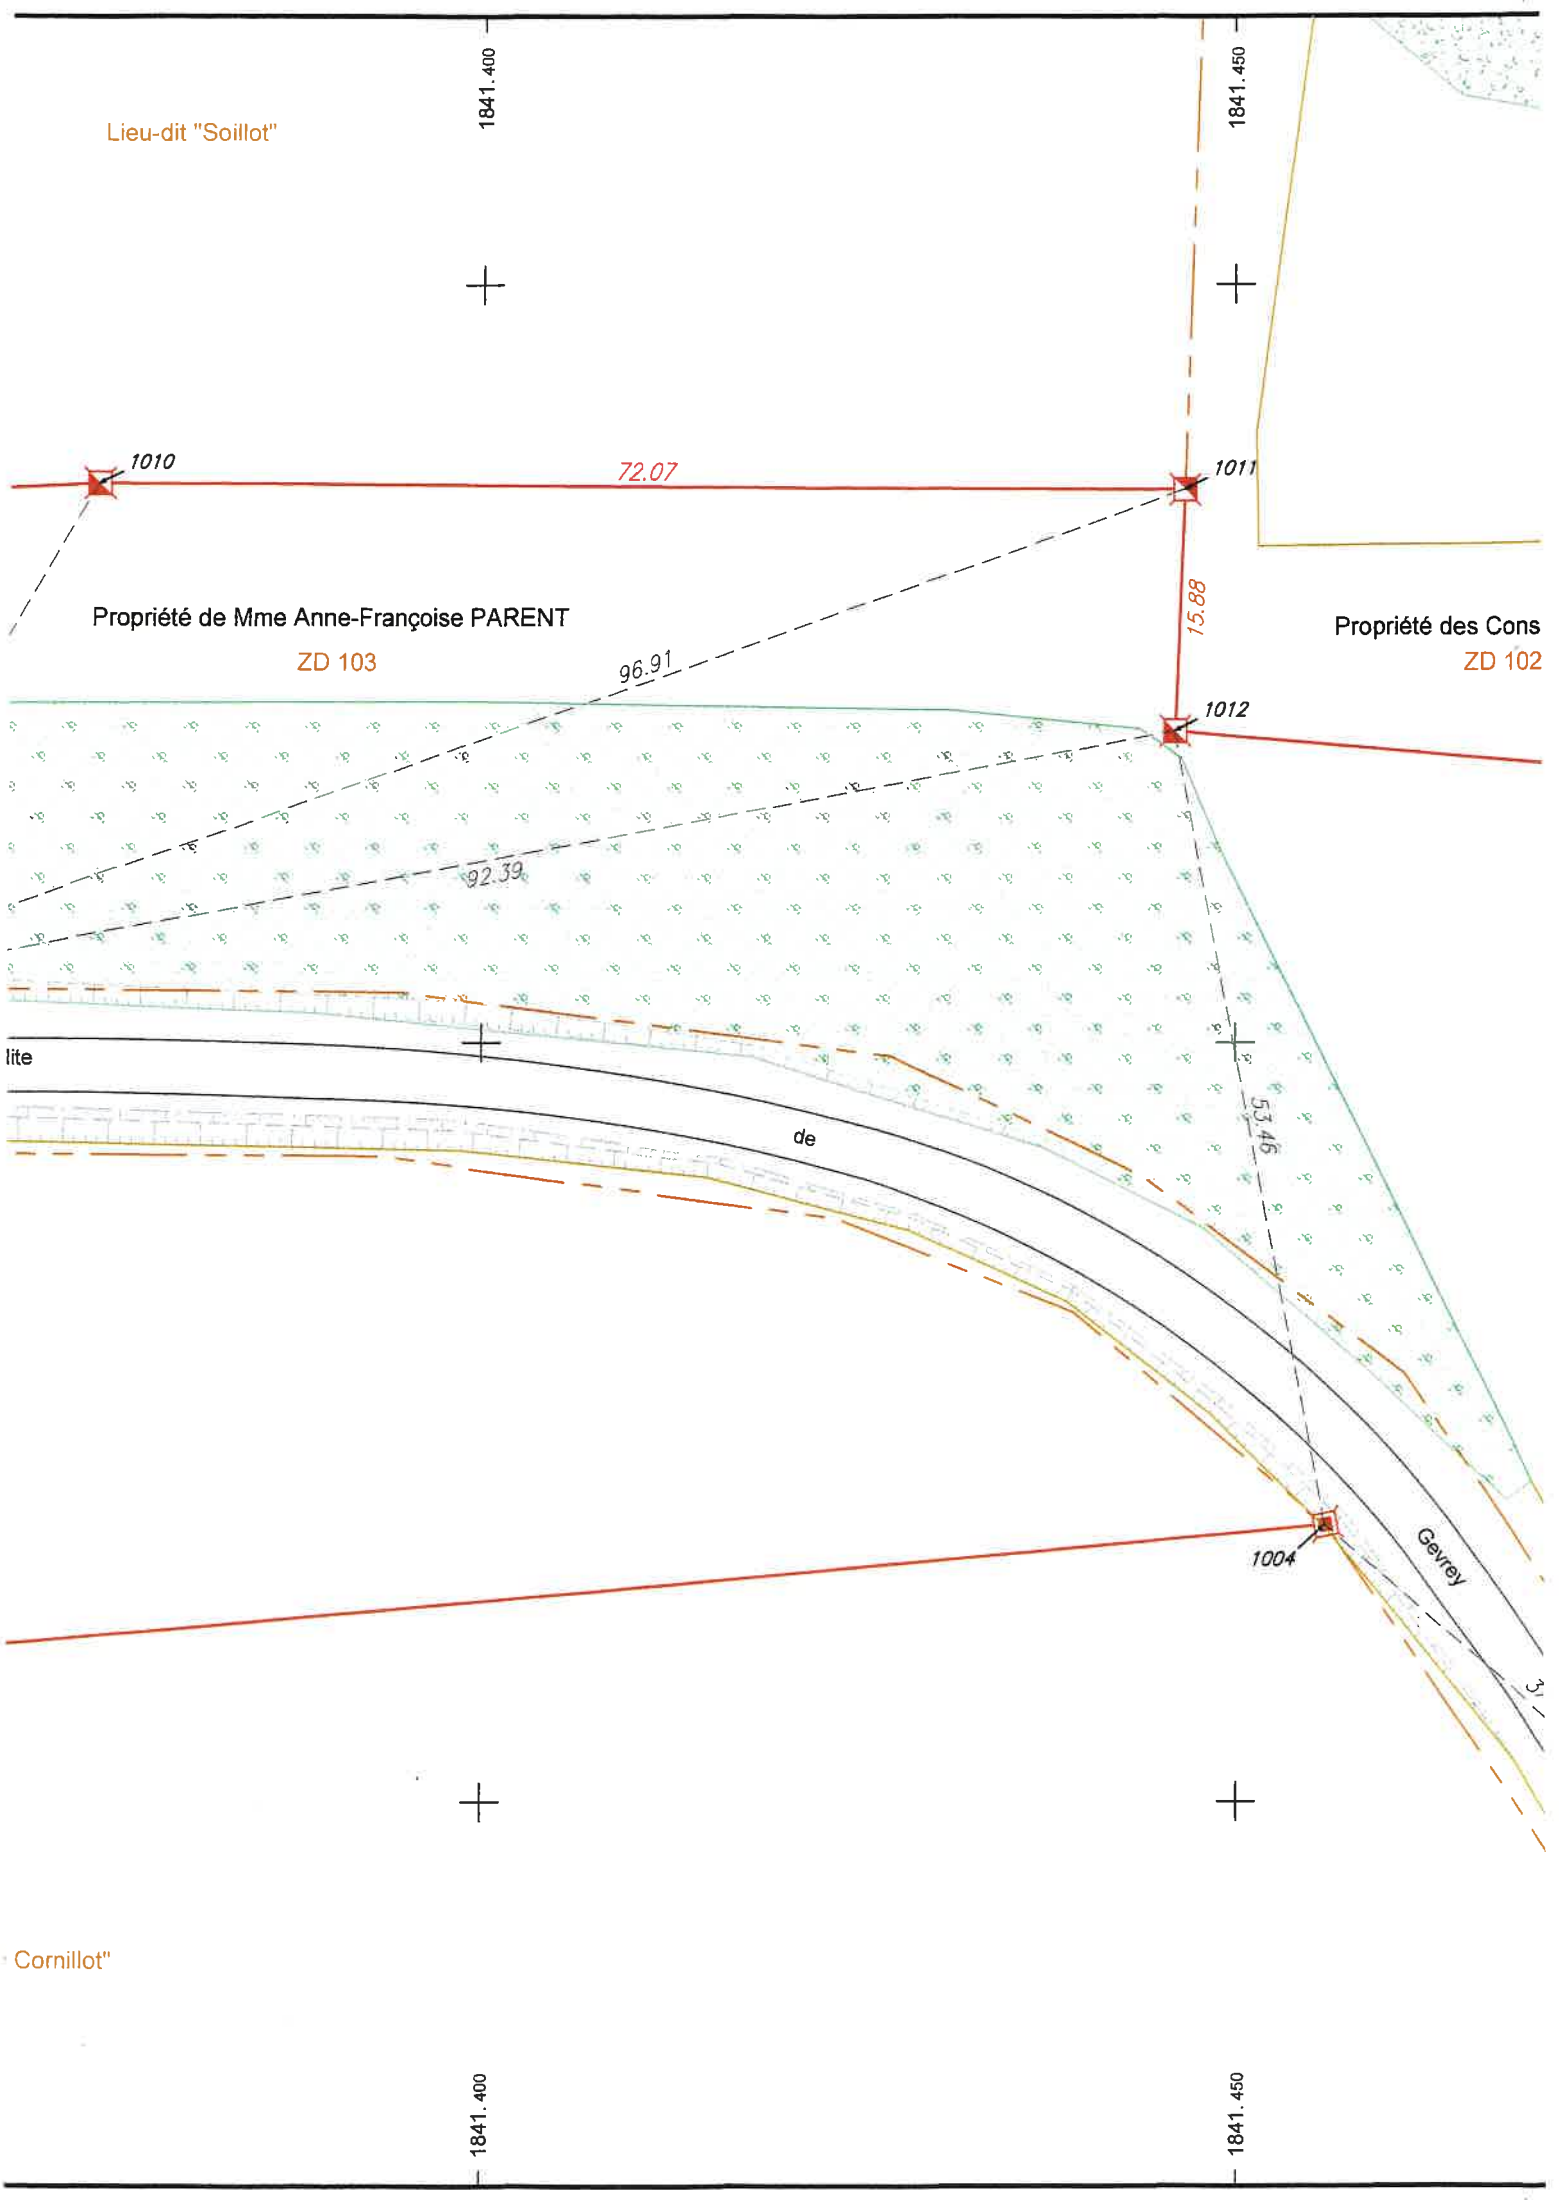 1841.400
1841.450
Lieu-dit "Soillot"
1010
72.07
1011
15.88
Propriété de Mme Anne-Françoise PARENT
ZD 103
Propriété des Cons
ZD 102
96.91
1012
92.39
lite
de
53.46
Gevrey
1004
Cornillot"
1841.400
1841.450